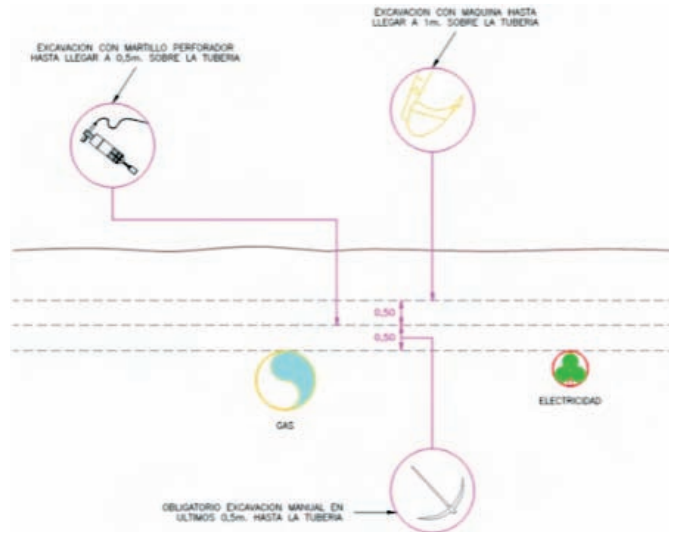 EXCAVACION CON MAQUINA HASTA
LLEGAR A 1m. SOBRE LA TUBERIA
EXCAVACION CON MARTILLO PERFORADOR
HASTA LLEGAR A 0,5m. SOBRE LA TUBERIA
0,50
0,50
GAS
ELECTRICIDAD
OBLIGATORIO EXCAVACION MANUAL EN
ULTIMOS 0,5m. HASTA LA TUBERIA